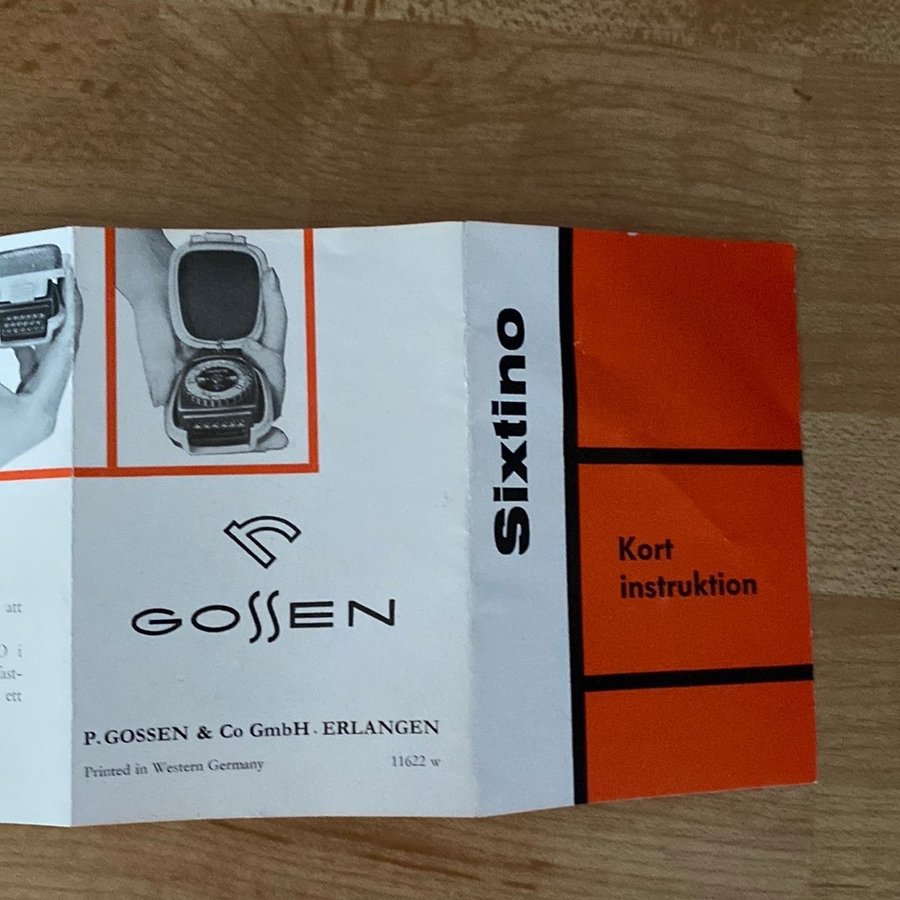 att
i
ett
GOSSEN
P. GOSSEN & Co GmbH · ERLANGEN
Printed in Western Germany 11622 w
Sixtino
Kort
instruktion